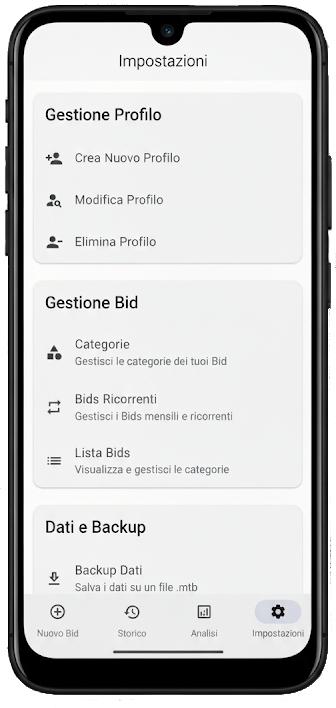 Impostazioni
Gestione Profilo
Crea Nuovo Profilo
Modifica Profilo
Elimina Profilo
Gestione Bid
Categorie
Gestisci le categorie dei tuoi Bid
Bids Ricorrenti
Gestisci i Bids mensili e ricorrenti
Lista Bids
Visualizza e gestisci le categorie
Dati e Backup
Backup Dati
Salva i dati su un file .mtb
Nuovo Bid Storico Analisi Impostazioni